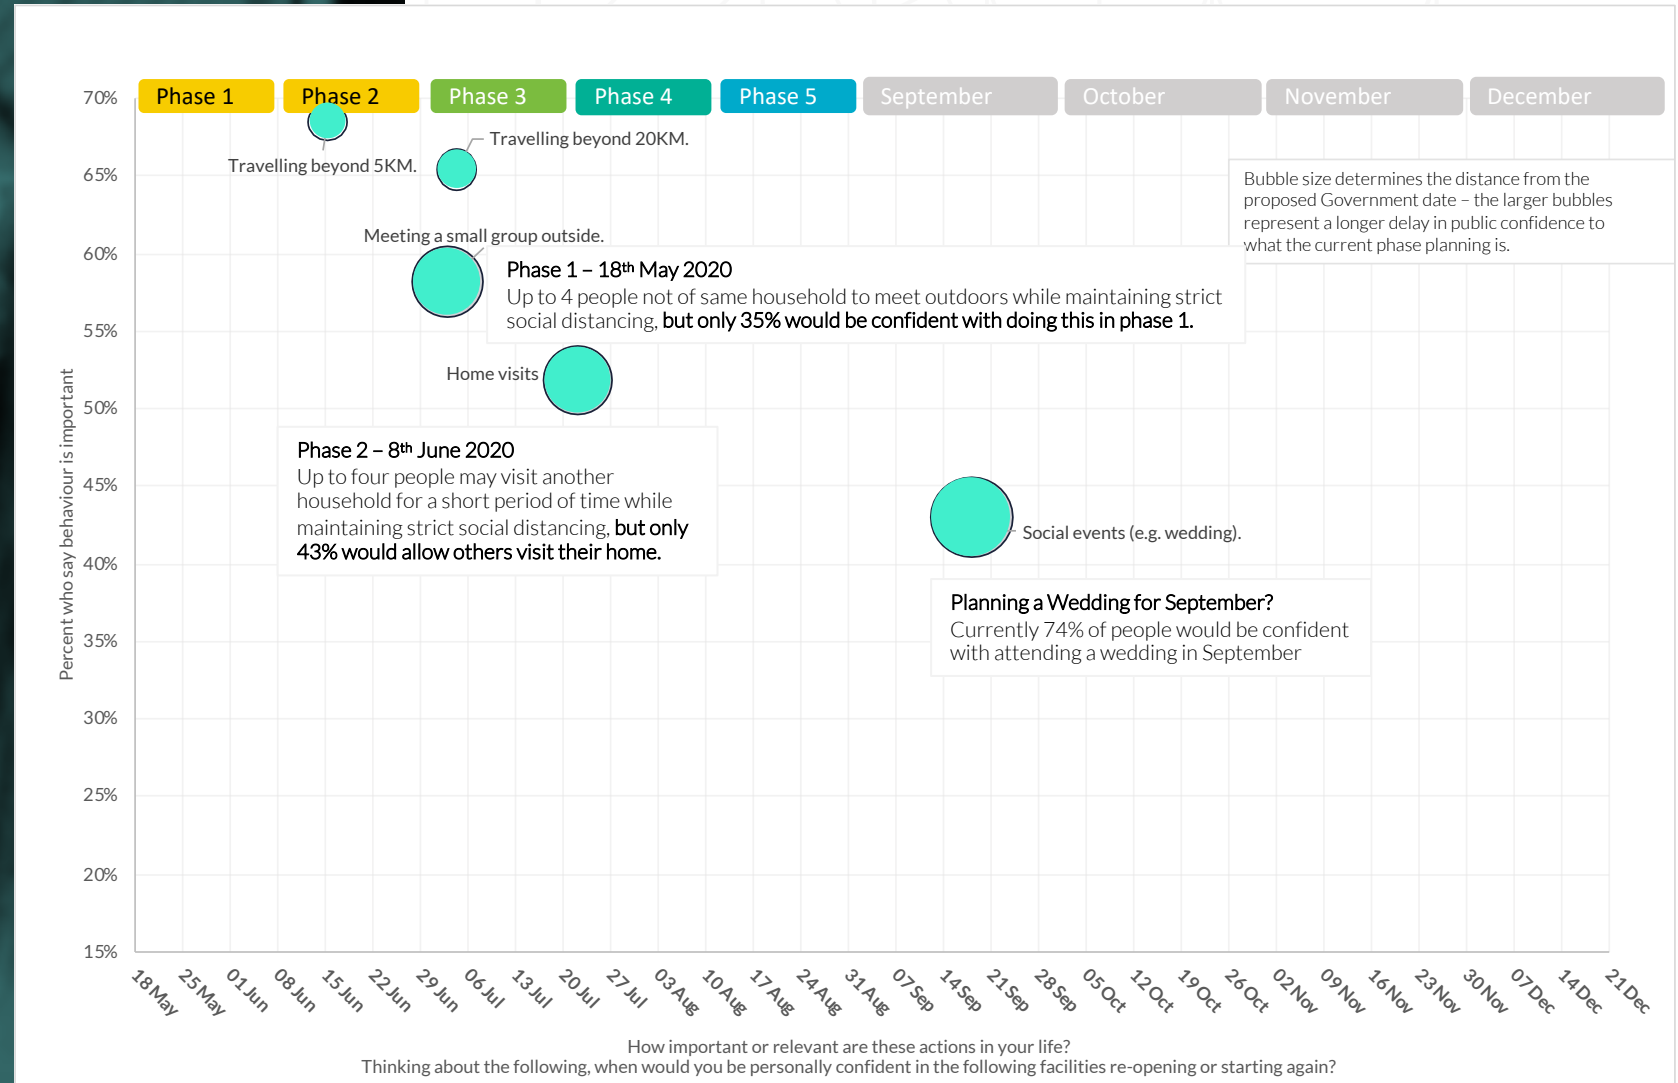 Phase 1
Phase 2
Phase 3
Phase 4
Phase 5
September
October
November
December
70%
65%
60%
55%
50%
45%
40%
35%
30%
25%
20%
15%
Percent who say behaviour is important
Travelling beyond 5KM.
Travelling beyond 20KM.
Bubble size determines the distance from the
proposed Government date – the larger bubbles
represent a longer delay in public confidence to
what the current phase planning is.
Meeting a small group outside.
Phase 1 – 18th May 2020
Up to 4 people not of same household to meet outdoors while maintaining strict
social distancing, but only 35% would be confident with doing this in phase 1.
Home visits
Phase 2 – 8th June 2020
Up to four people may visit another
household for a short period of time while
maintaining strict social distancing, but only
43% would allow others visit their home.
Social events (e.g. wedding).
Planning a Wedding for September?
Currently 74% of people would be confident
with attending a wedding in September
18 May
25 May
01 Jun
08 Jun
15 Jun
22 Jun
29 Jun
06 Jul
13 Jul
20 Jul
27 Jul
03 Aug
10 Aug
17 Aug
24 Aug
31 Aug
07 Sep
14 Sep
21 Sep
28 Sep
05 Oct
12 Oct
19 Oct
26 Oct
02 Nov
09 Nov
16 Nov
23 Nov
30 Nov
07 Dec
14 Dec
21 Dec
How important or relevant are these actions in your life?
Thinking about the following, when would you be personally confident in the following facilities re-opening or starting again?